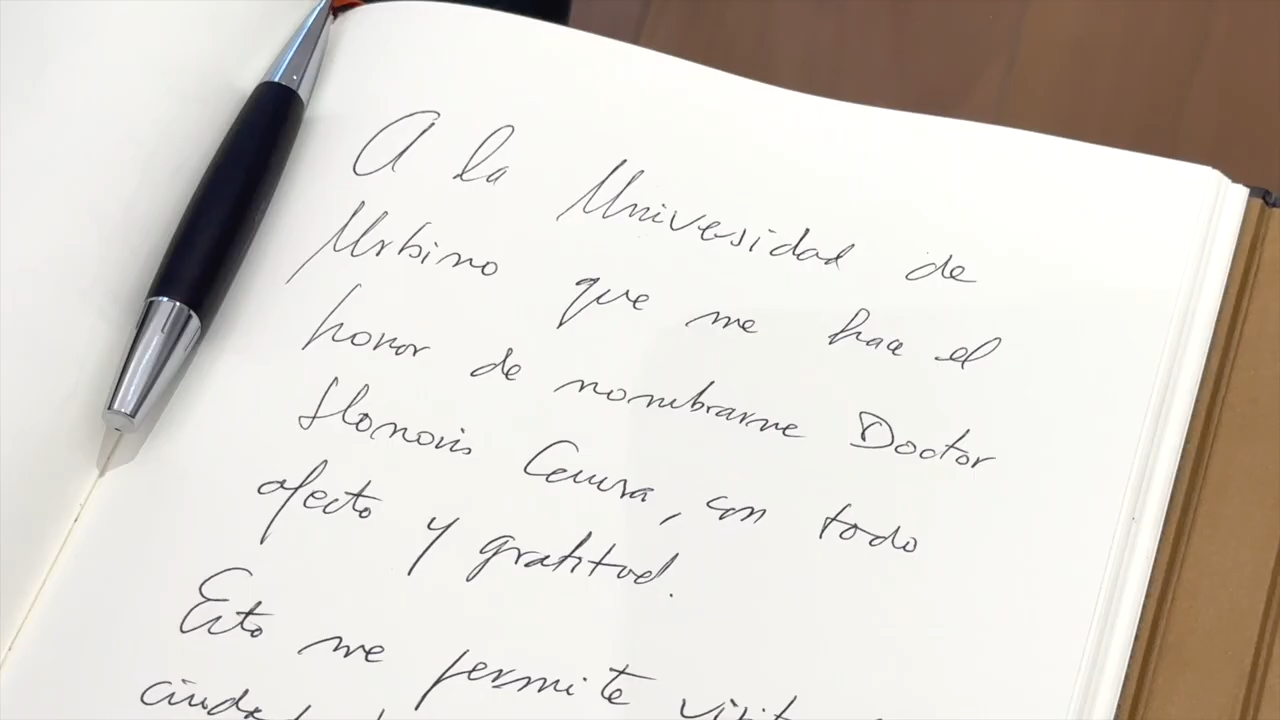 A la Universidad de
Urbino que me hace el
honor de nombrarme Doctor
Honoris Causa, con todo
afecto y gratitud.
Esto me permite